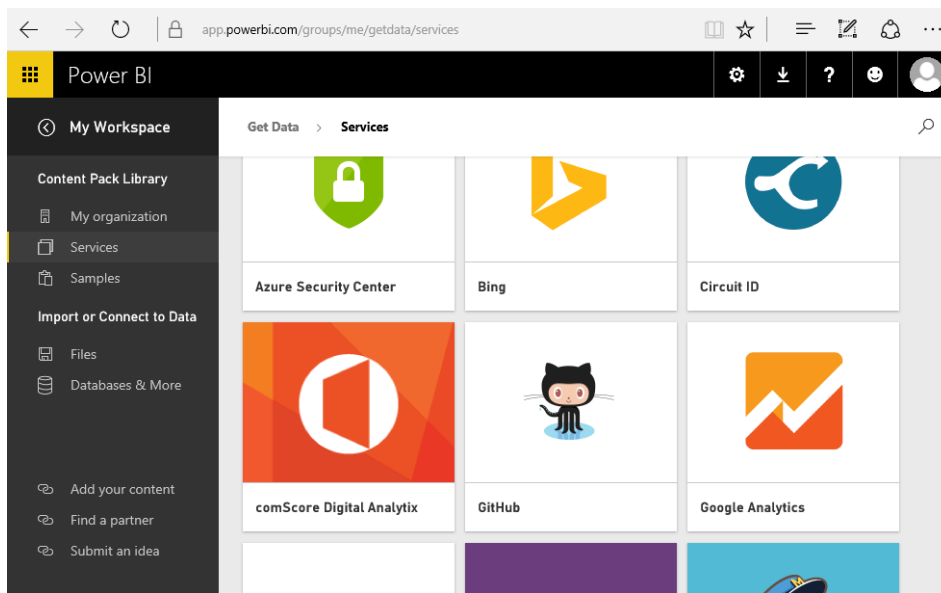 app.powerbi.com/groups/me/getdata/services
Power BI
?
My Workspace
Get Data > Services
Content Pack Library
My organization
Services
Samples
Import or Connect to Data
Files
Databases & More
Add your content
Find a partner
Submit an idea
Azure Security Center
Bing
Circuit ID
comScore Digital Analytix
GitHub
Google Analytics
M